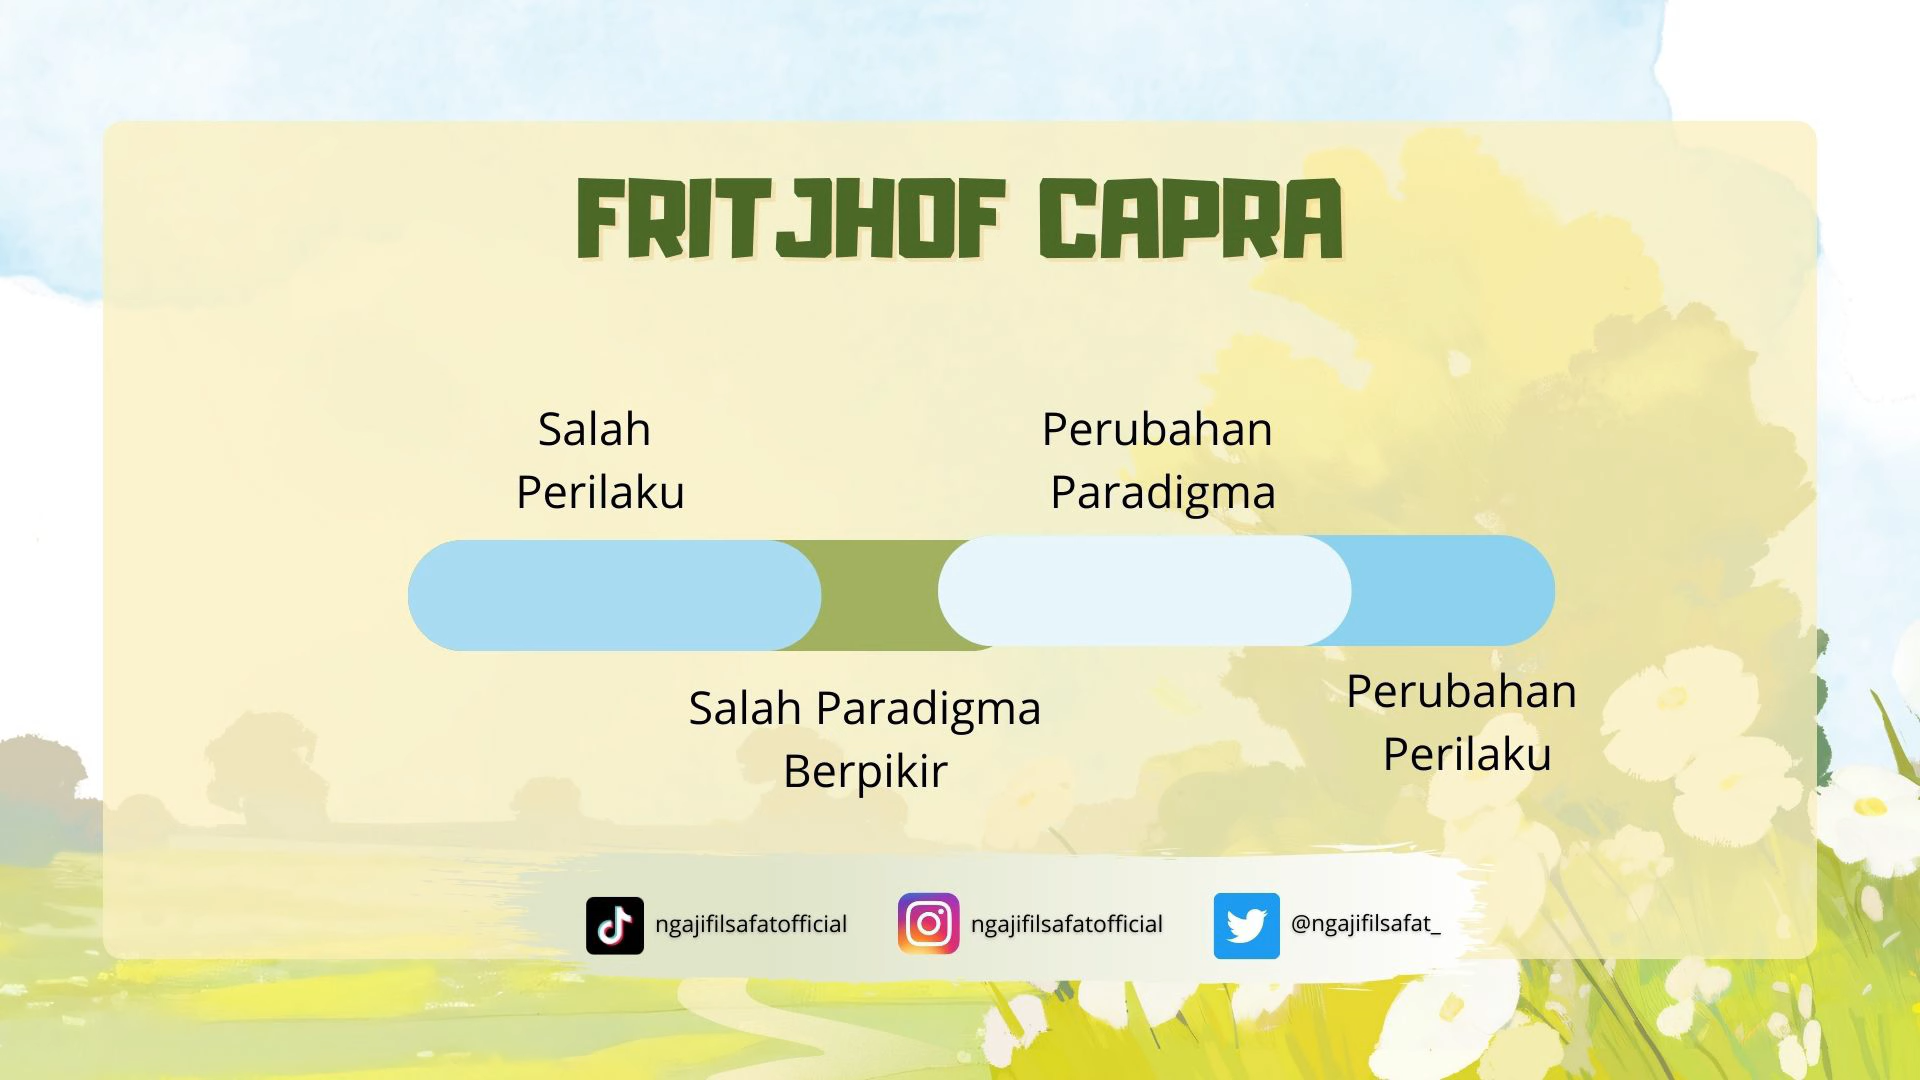 FRITJHOF CAPRA
Salah
Perilaku
Perubahan
Paradigma
Salah Paradigma
Berpikir
Perubahan
Perilaku
ngajifilsafatofficial
ngajifilsafatofficial
@ngajifilsafat_